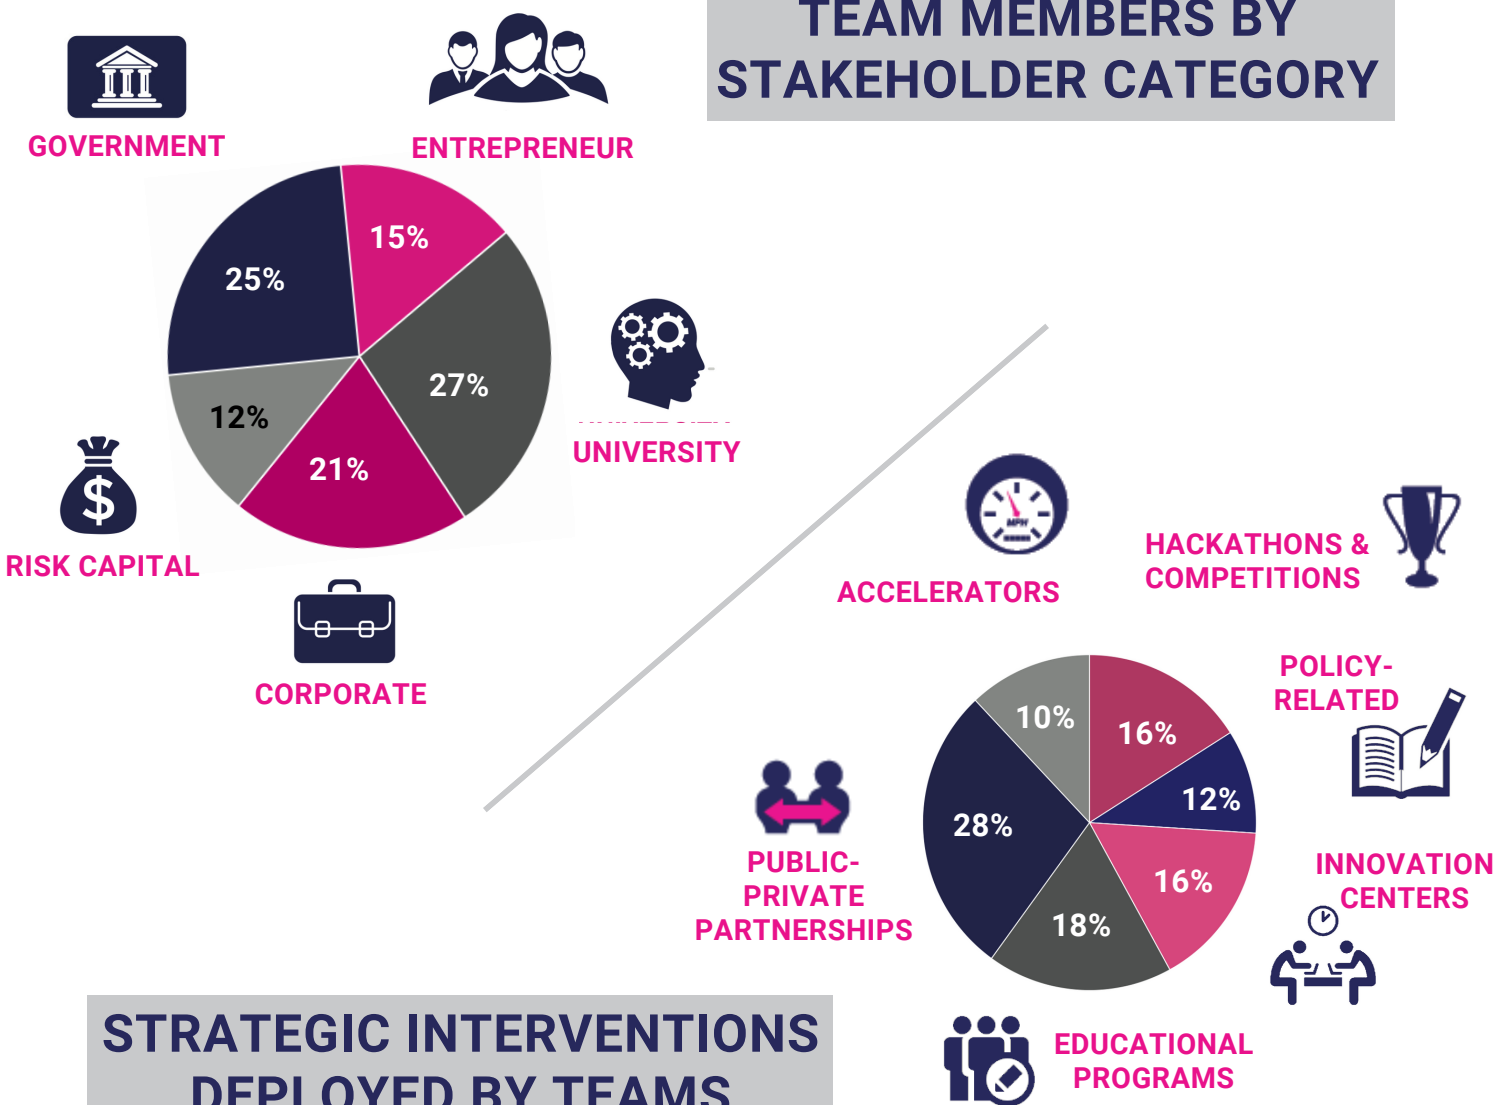 TEAM MEMBERS BY
STAKEHOLDER CATEGORY
GOVERNMENT
ENTREPRENEUR
15%
25%
27%
12%
21%
UNIVERSITY
RISK CAPITAL
CORPORATE
$
MPH
ACCELERATORS
HACKATHONS &
COMPETITIONS
POLICY-
RELATED
10%
16%
12%
28%
16%
18%
PUBLIC-
PRIVATE
PARTNERSHIPS
INNOVATION
CENTERS
EDUCATIONAL
PROGRAMS
STRATEGIC INTERVENTIONS
DEPLOYED BY TEAMS